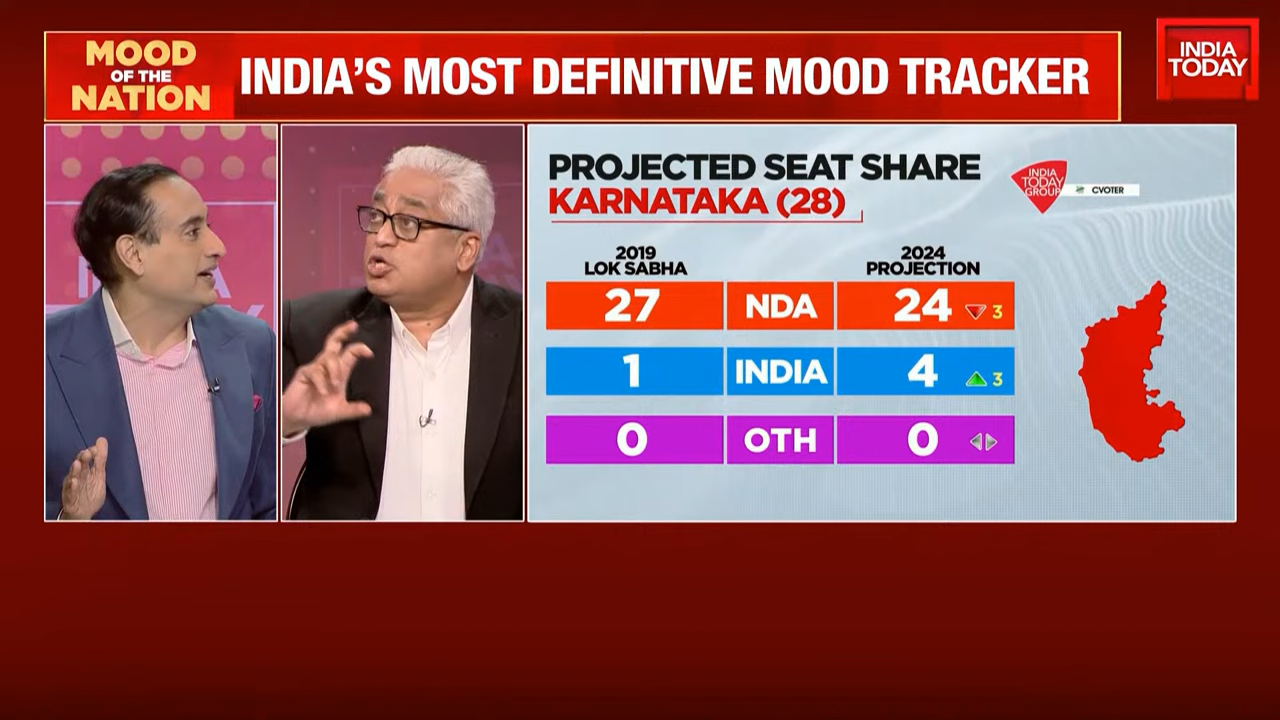 MOOD
OF THE
NATION
INDIA'S MOST DEFINITIVE MOOD TRACKER
INDIA
TODAY
PROJECTED SEAT SHARE
KARNATAKA (28)
INDIA
TODAY
GROUP
CVOTER
2019
LOK SABHA
2024
PROJECTION
27 NDA 24 3
1 INDIA 4 3
0 OTH 0